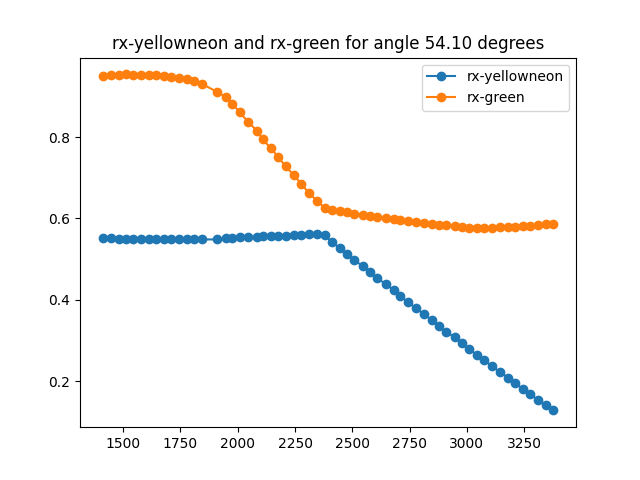 rx-yellowneon and rx-green for angle 54.10 degrees
rx-yellowneon
rx-green
0.8
0.6
0.4
0.2
1500 1750 2000 2250 2500 2750 3000 3250